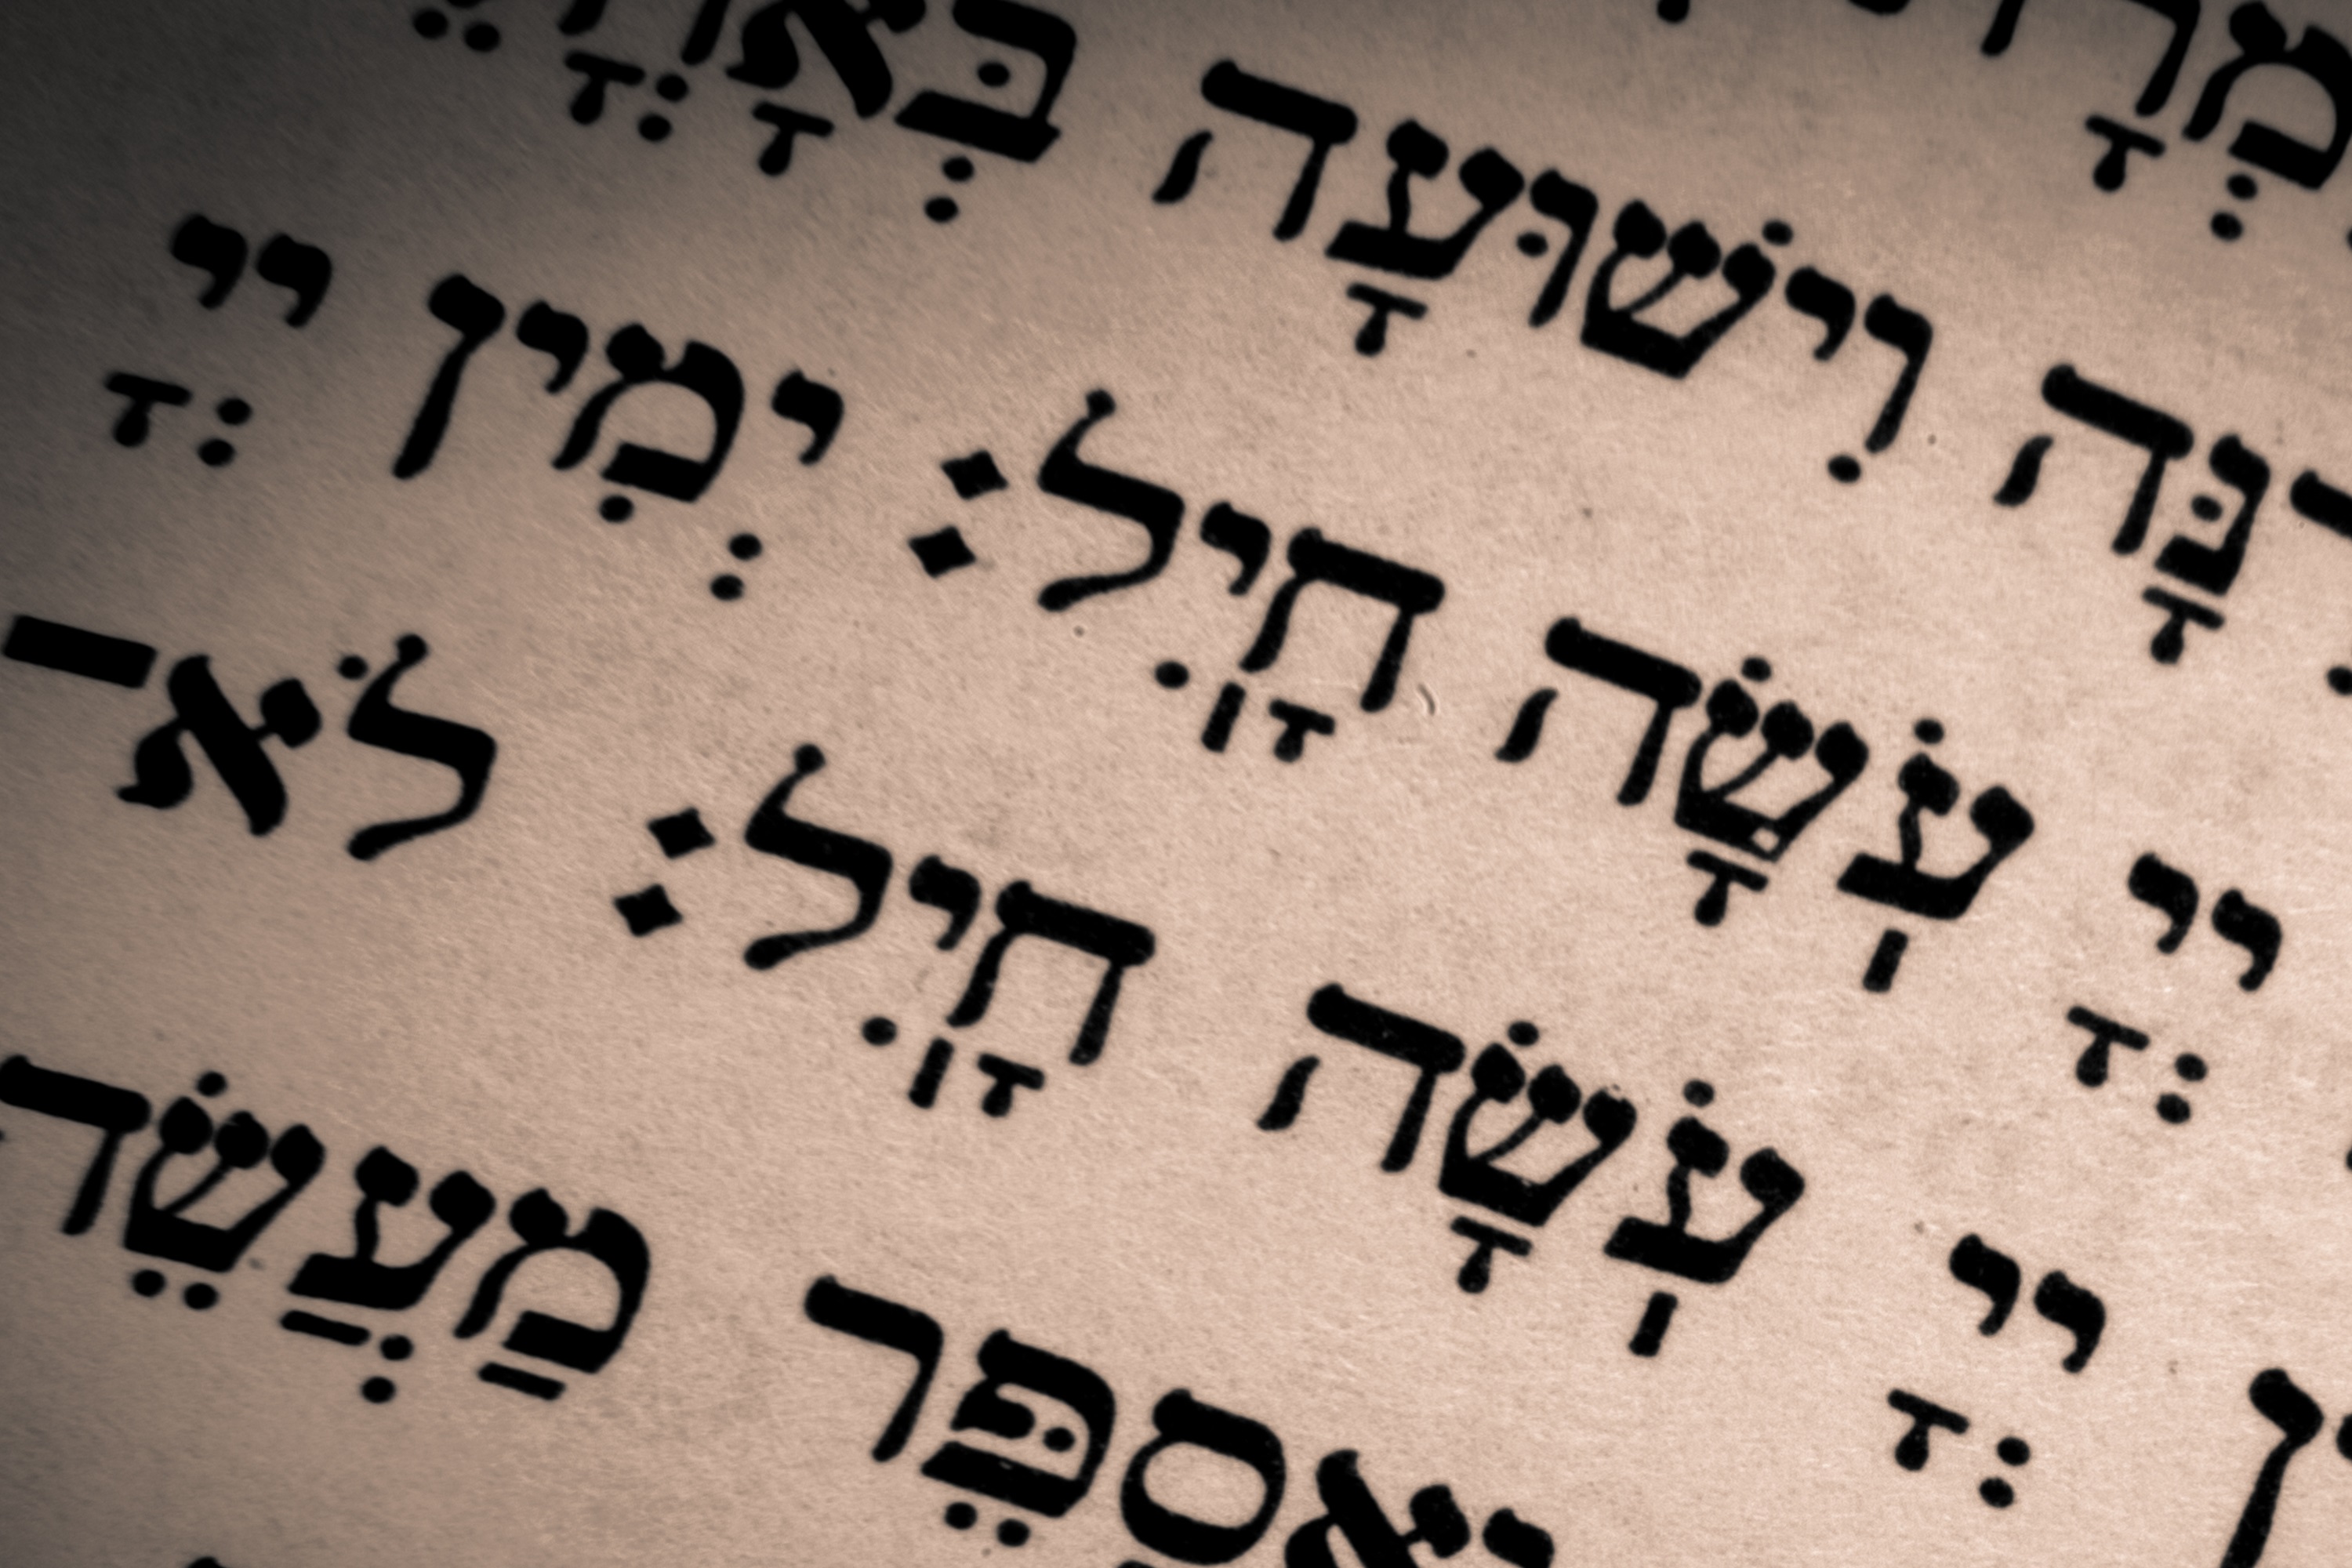 וִישׁוּעָה
יְיָ עֹשָׂה חָיִל׃ יְמִין יְיָ
יְיָ עֹשָׂה חָיִל׃ לֹא־
וַאֲסַפֵּר מַעֲשֵׂה